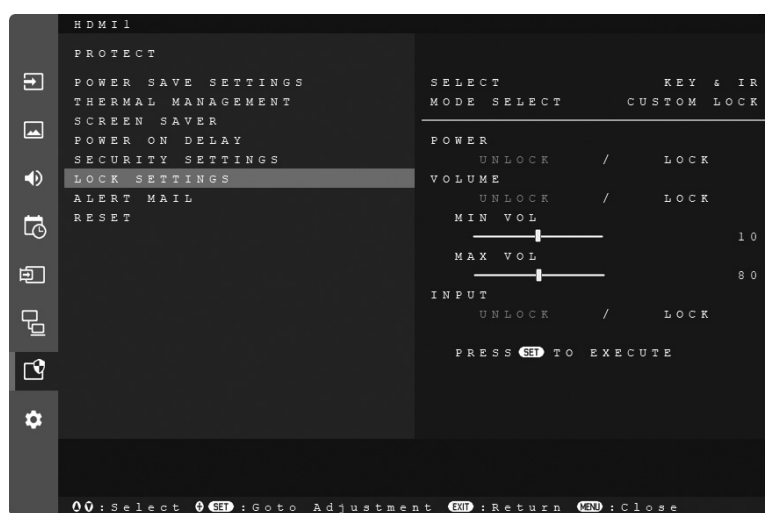 HDMI1
PROTECT
POWER SAVE SETTINGS
THERMAL MANAGEMENT
SCREEN SAVER
POWER ON DELAY
SECURITY SETTINGS
LOCK SETTINGS
ALERT MAIL
RESET
SELECT KEY & IR
MODE SELECT CUSTOM LOCK
POWER
UNLOCK / LOCK
VOLUME
UNLOCK / LOCK
MIN VOL
10
MAX VOL
80
INPUT
UNLOCK / LOCK
PRESS SET TO EXECUTE
:Select SET :Goto Adjustment EXIT :Return MENU :Close